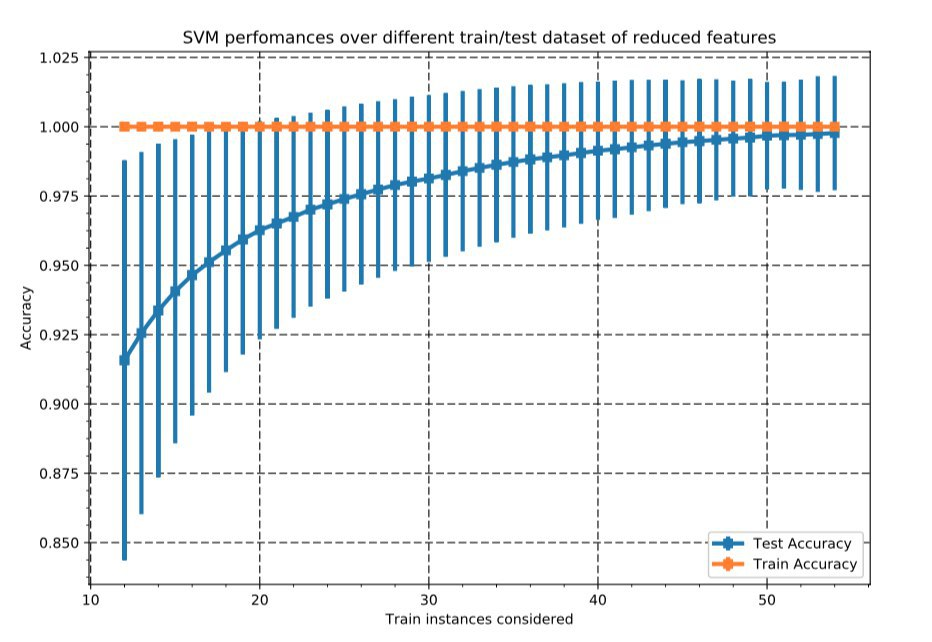 SVM perfomances over different train/test dataset of reduced features
1.025
1.000
0.975
0.950
0.925
0.900
0.875
0.850
Accuracy
Test Accuracy
Train Accuracy
10 20 30 40 50
Train instances considered